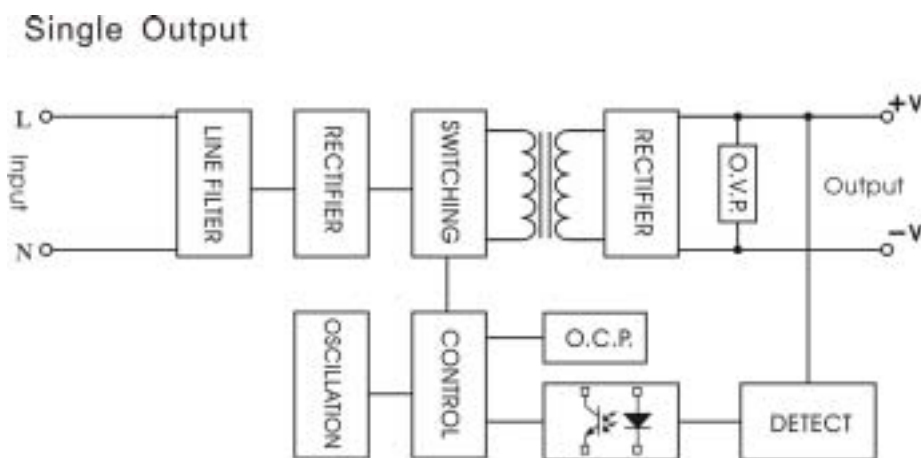 Single Output
L
Input
N
LINE FILTER
RECTIFIER
SWITCHING
RECTIFIER
O.V.P.
+V
Output
-V
OSCILLATION
CONTROL
O.C.P.
DETECT